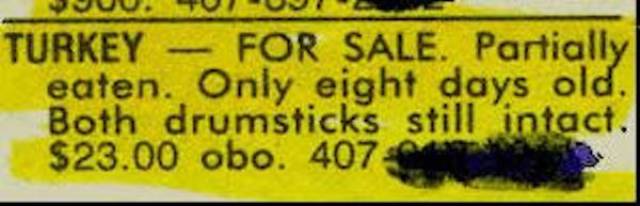 TURKEY — FOR SALE. Partially
eaten. Only eight days old.
Both drumsticks still intact.
$23.00 obo. 407-